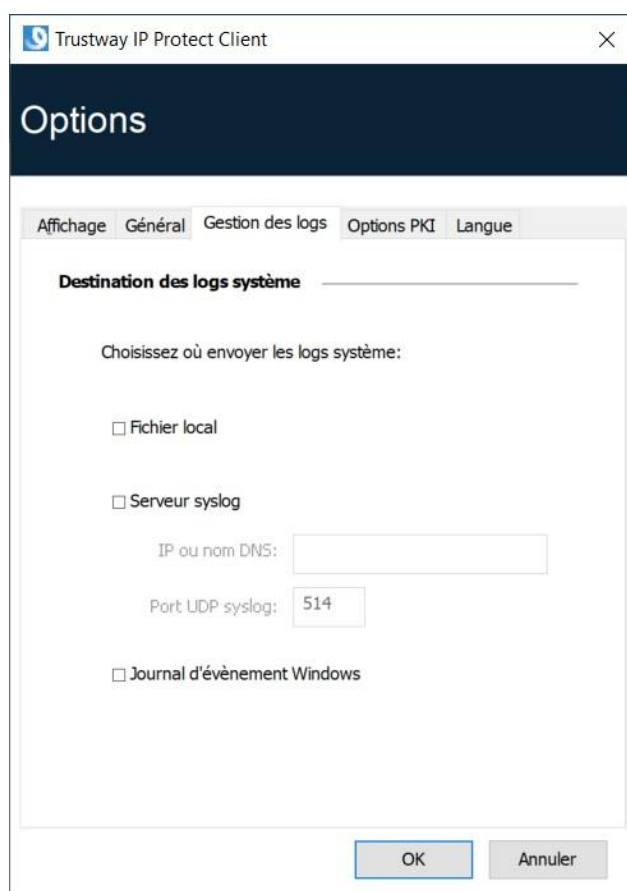 Trustway IP Protect Client
Options
Affichage Général Gestion des logs Options PKI Langue
Destination des logs système
Choisissez où envoyer les logs système:
Fichier local
Serveur syslog
IP ou nom DNS:
Port UDP syslog: 514
Journal d'évènement Windows
OK Annuler